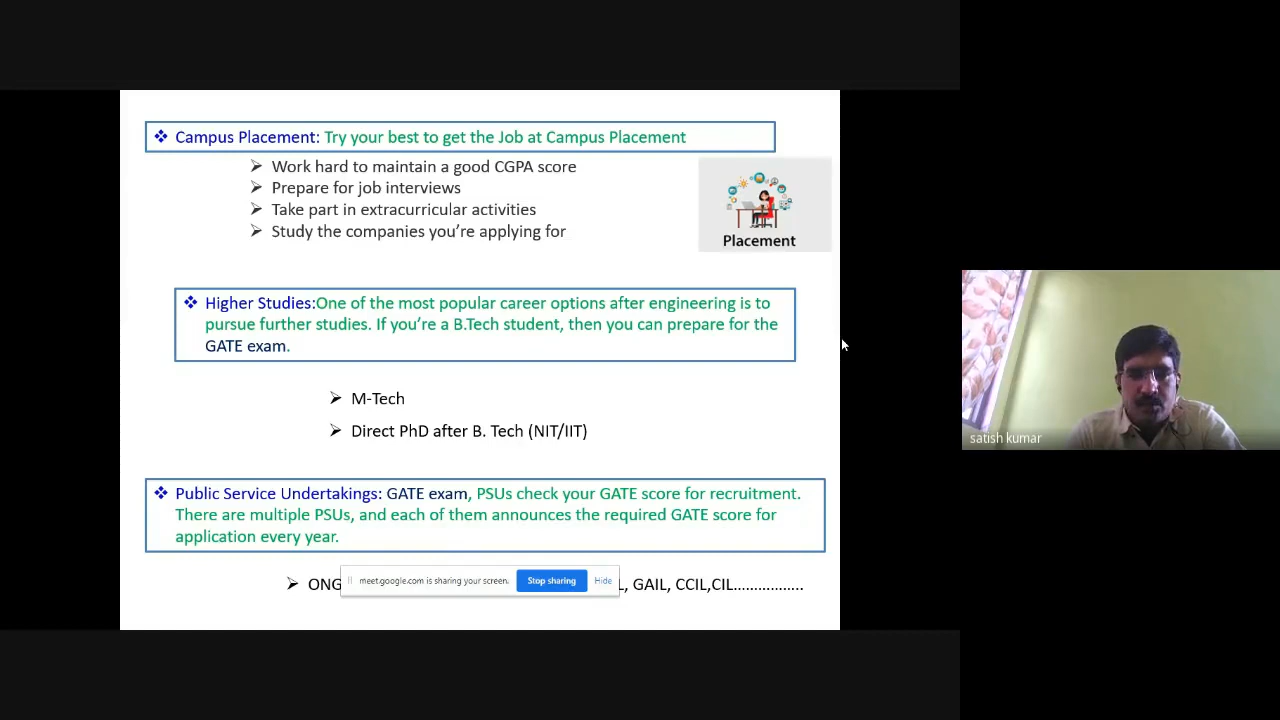 ❖ Campus Placement: Try your best to get the Job at Campus Placement
➢ Work hard to maintain a good CGPA score
➢ Prepare for job interviews
➢ Take part in extracurricular activities
➢ Study the companies you're applying for
Placement
❖ Higher Studies:One of the most popular career options after engineering is to
pursue further studies. If you're a B.Tech student, then you can prepare for the
GATE exam.
➢ M-Tech
➢ Direct PhD after B. Tech (NIT/IIT)
satish kumar
❖ Public Service Undertakings: GATE exam, PSUs check your GATE score for recruitment.
There are multiple PSUs, and each of them announces the required GATE score for
application every year.
➢ GAIL, CCIL,CIL................
meet.google.com is sharing your screen. Stop sharing Hide